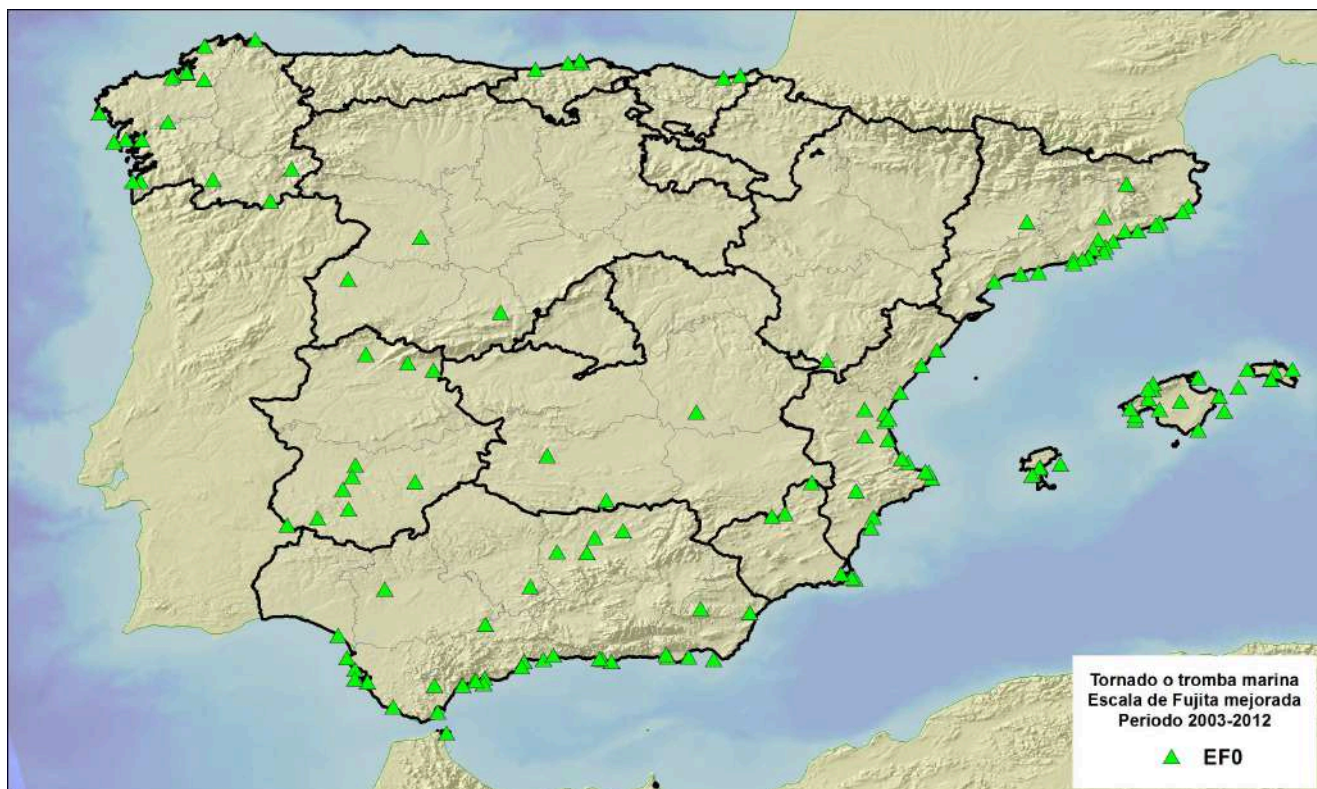 Tornado o tromba marina
Escala de Fujita mejorada
Periodo 2003-2012
EF0